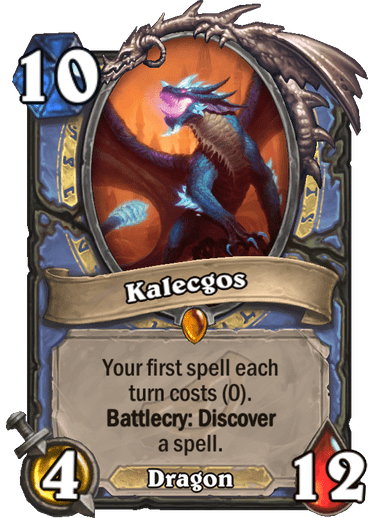 10
Kalecgos
Your first spell each
turn costs (0).
Battlecry: Discover
a spell.
4
Dragon
12